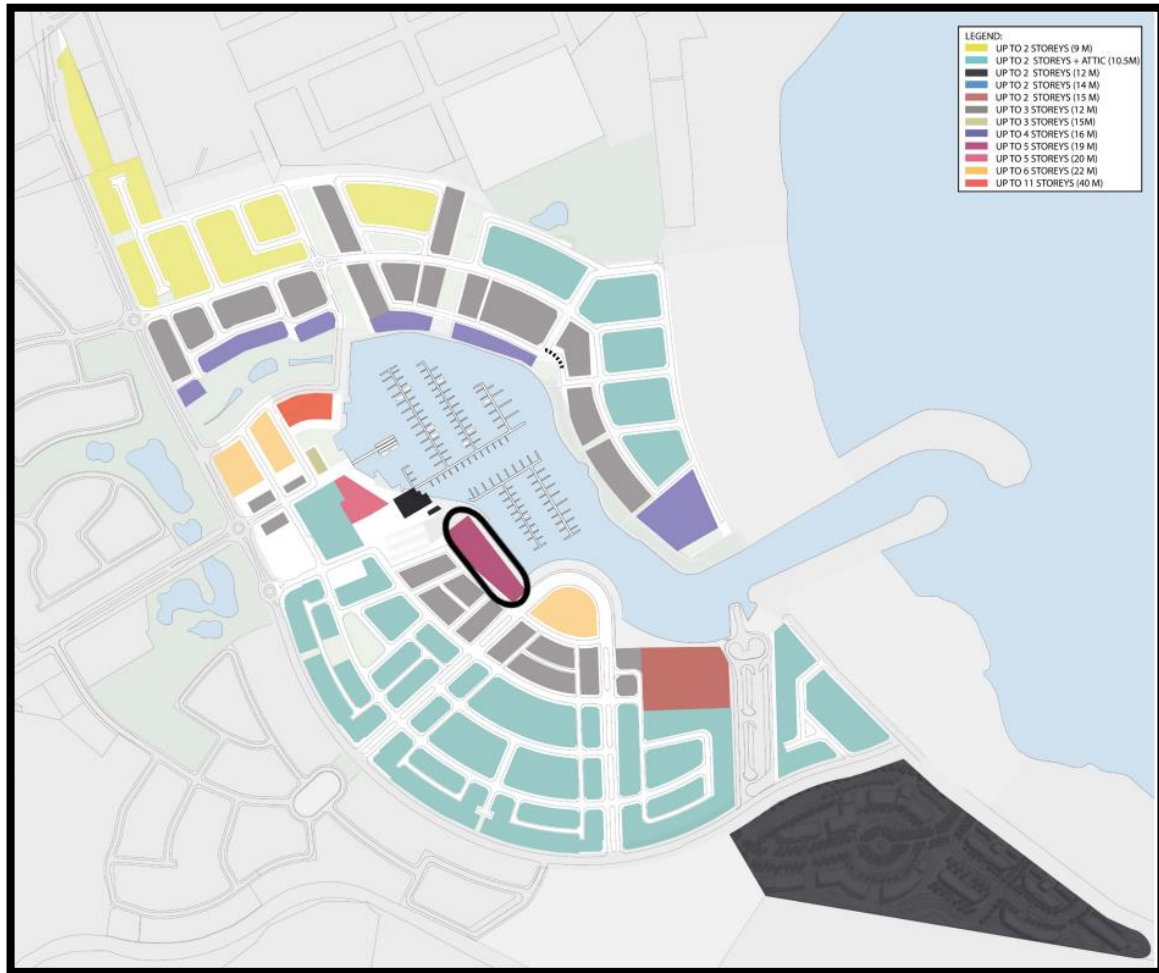 LEGEND:
UP TO 2 STOREYS (9 M)
UP TO 2 STOREYS + ATTIC (10.5M)
UP TO 2 STOREYS (12 M)
UP TO 2 STOREYS (14 M)
UP TO 2 STOREYS (15 M)
UP TO 3 STOREYS (12 M)
UP TO 3 STOREYS (15M)
UP TO 4 STOREYS (16 M)
UP TO 5 STOREYS (19 M)
UP TO 5 STOREYS (20 M)
UP TO 6 STOREYS (22 M)
UP TO 11 STOREYS (40 M)